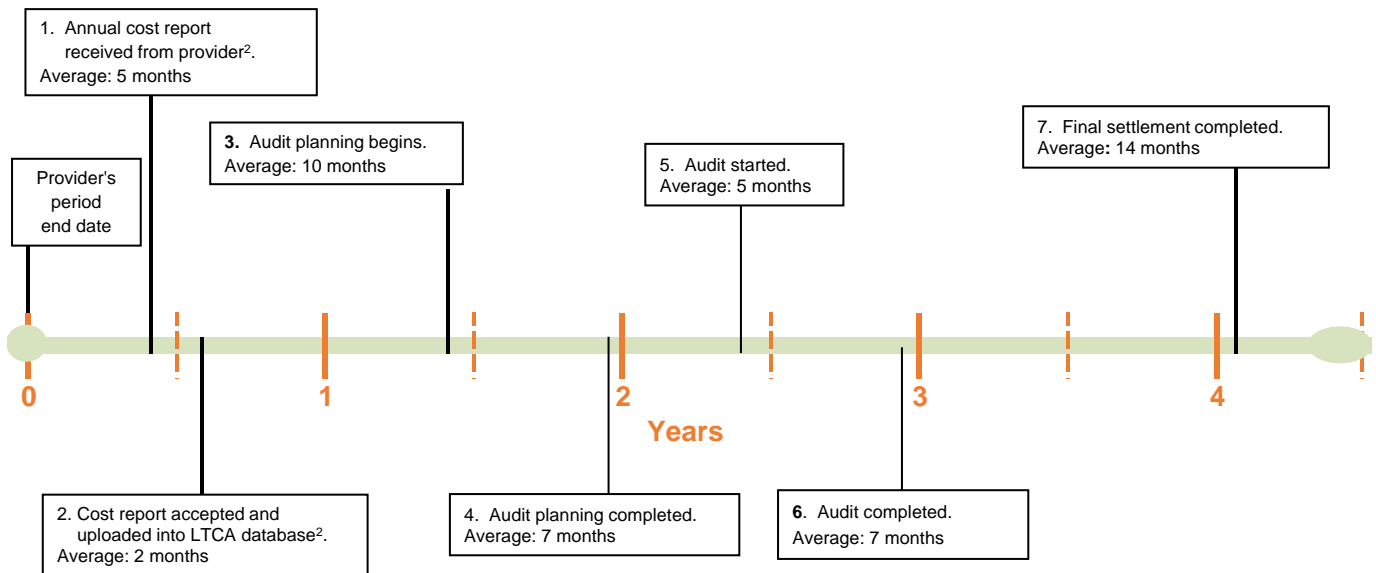 1. Annual cost report
received from provider².
Average: 5 months
3. Audit planning begins.
Average: 10 months
Provider's
period
end date
5. Audit started.
Average: 5 months
7. Final settlement completed.
Average: 14 months
0
1
2
3
4
Years
2. Cost report accepted and
uploaded into LTCA database².
Average: 2 months
4. Audit planning completed.
Average: 7 months
6. Audit completed.
Average: 7 months